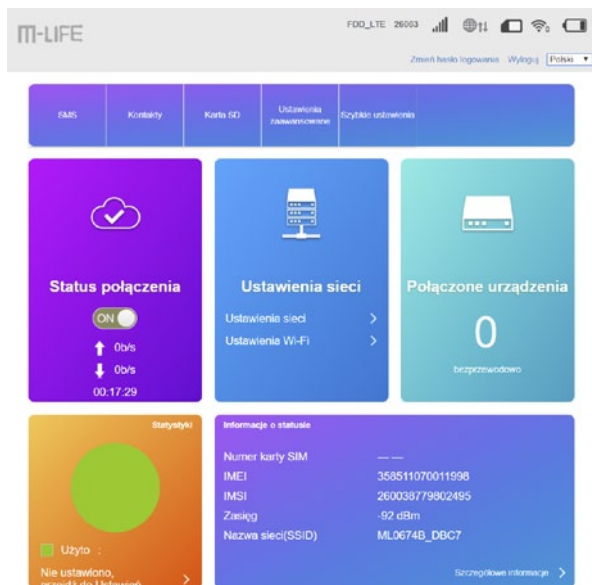 M-LIFE
FDD_LTE 26003
Zmień hasło logowania Wyloguj Polski
SMS Kontakty Karta SD Ustawienia zaawansowane Szybkie ustawienia
Status połączenia
ON
0b/s
0b/s
00:17:29
Ustawienia sieci
Ustawienia sieci
Ustawienia Wi-Fi
Połączone urządzenia
0
bezprzewodowo
Statystyki
Użyto :
Nie ustawiono,
przejdź do Ustawień
Informacje o statusie
Numer karty SIM — —
IMEI 358511070011998
IMSI 260038779802495
Zasięg -92 dBm
Nazwa sieci(SSID) ML0674B_DBC7
Szczegółowe informacje